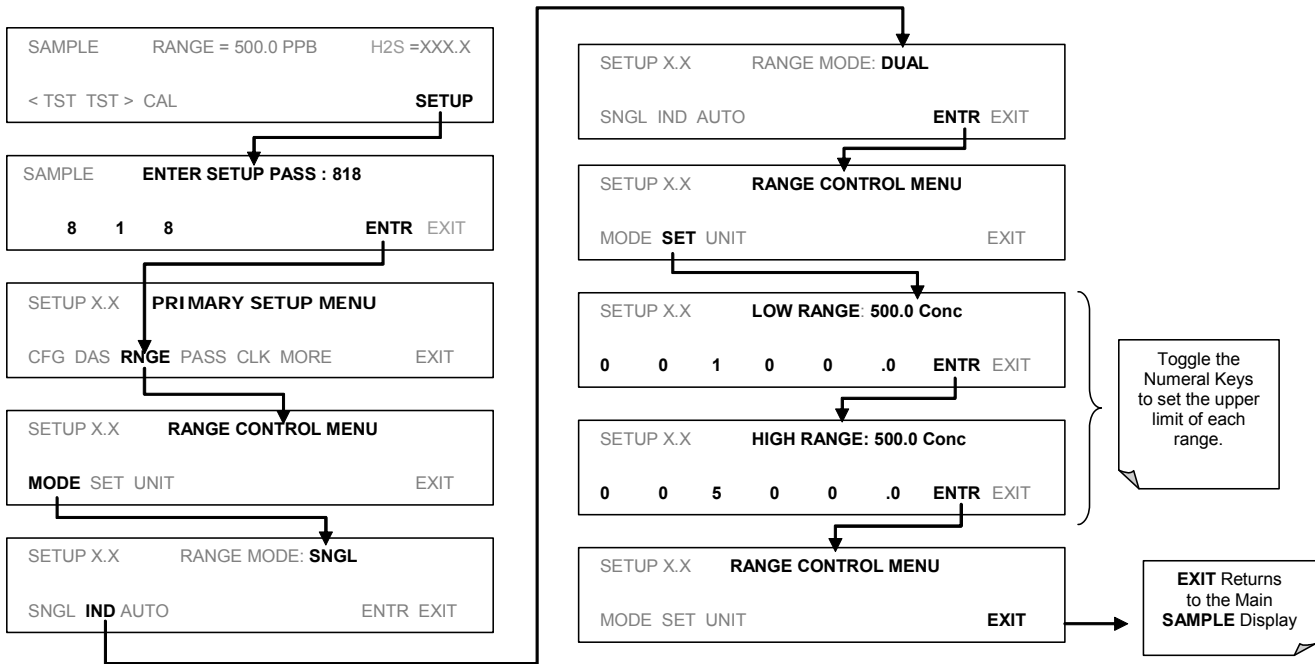 SAMPLE RANGE = 500.0 PPB H2S =XXX.X
< TST TST > CAL SETUP
SAMPLE ENTER SETUP PASS : 818
8 1 8 ENTR EXIT
SETUP X.X PRIMARY SETUP MENU
CFG DAS RNGE PASS CLK MORE EXIT
SETUP X.X RANGE CONTROL MENU
MODE SET UNIT EXIT
SETUP X.X RANGE MODE: SNGL
SNGL IND AUTO ENTR EXIT
SETUP X.X RANGE MODE: DUAL
SNGL IND AUTO ENTR EXIT
SETUP X.X RANGE CONTROL MENU
MODE SET UNIT EXIT
SETUP X.X LOW RANGE: 500.0 Conc
0 0 1 0 0 .0 ENTR EXIT
SETUP X.X HIGH RANGE: 500.0 Conc
0 0 5 0 0 .0 ENTR EXIT
Toggle the
Numeral Keys
to set the upper
limit of each
range.
SETUP X.X RANGE CONTROL MENU
MODE SET UNIT EXIT
EXIT Returns
to the Main
SAMPLE Display